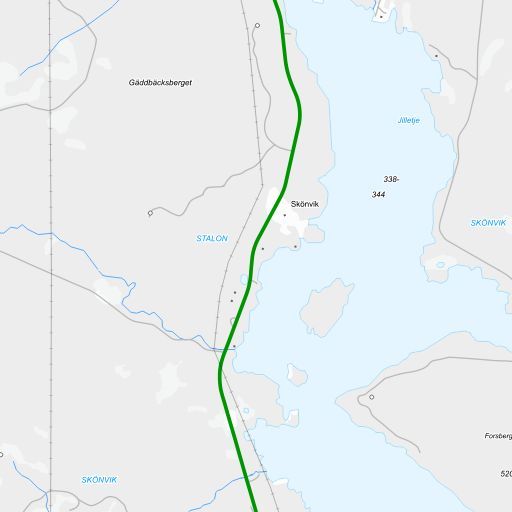 Gäddbäcksberget
Jilletje
338-
344
Skönvik
SKÖNVIK
STALON
Forsberg
SKÖNVIK
520